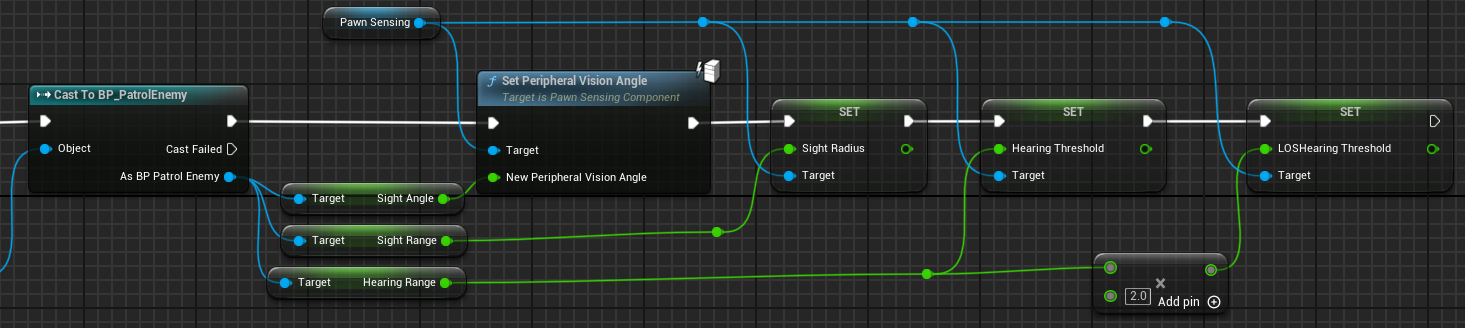 Pawn Sensing
Cast To BP_PatrolEnemy
Object
Cast Failed
As BP Patrol Enemy
f Set Peripheral Vision Angle
Target is Pawn Sensing Component
Target
New Peripheral Vision Angle
SET
Sight Radius
Target
SET
Hearing Threshold
Target
SET
LOSHearing Threshold
Target
Target Sight Angle
Target Sight Range
Target Hearing Range
2.0
Add pin